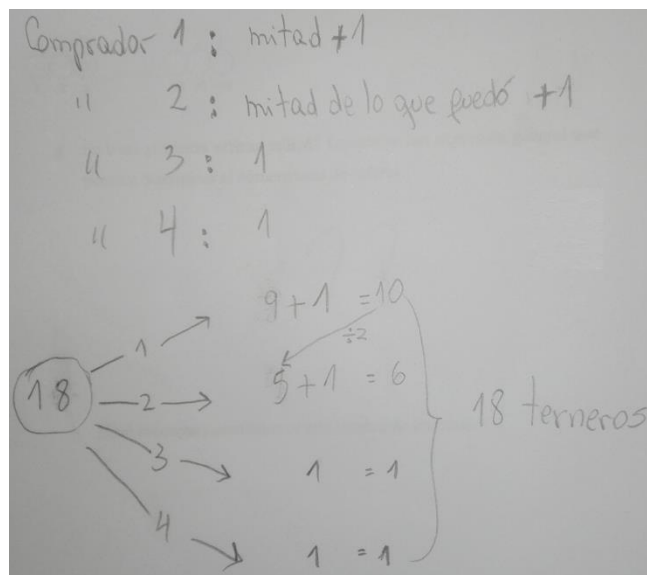 Comprador 1 : mitad +1
" 2 : mitad de lo que quedó +1
" 3 : 1
" 4 : 1
18
1 9+1 =10
÷2
2 5+1 = 6
3 1 =1
4 1 =1
18 terneros